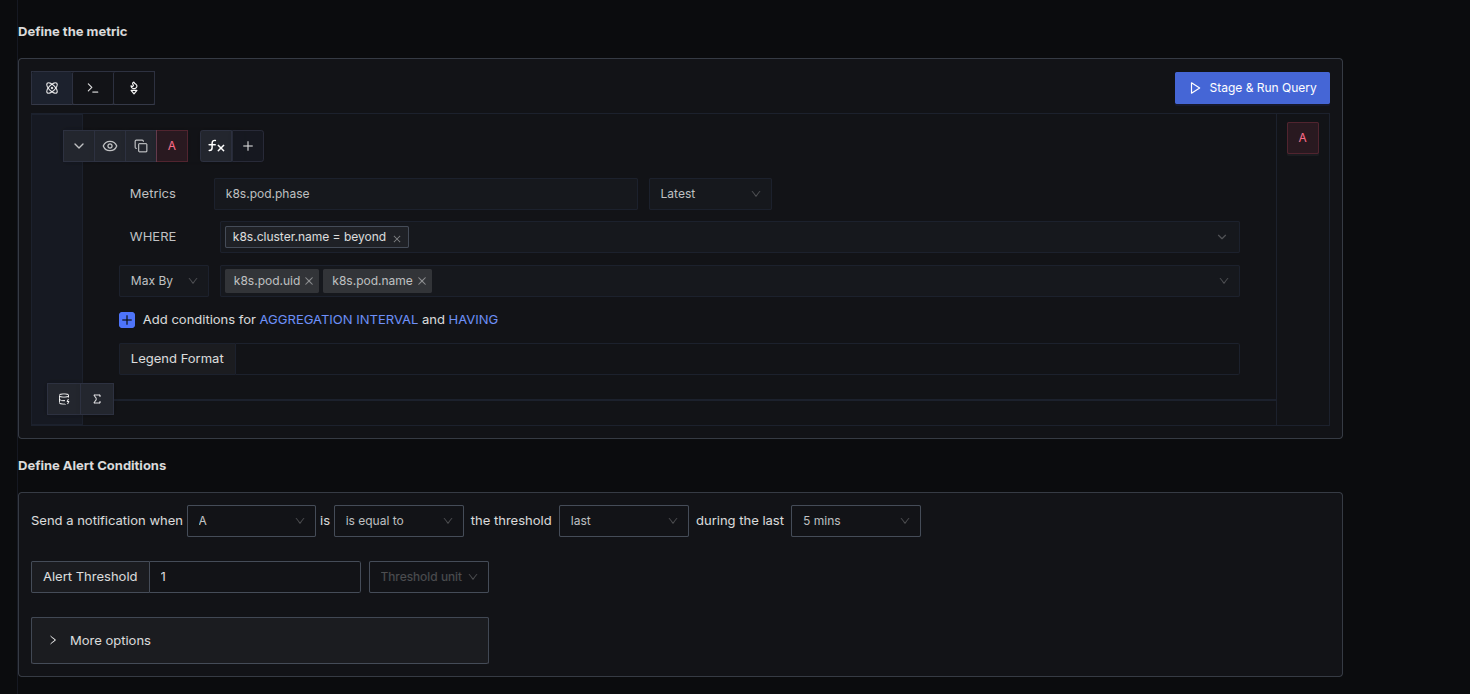 Define the metric
Stage & Run Query
A fx A
Metrics k8s.pod.phase Latest
WHERE k8s.cluster.name = beyond
Max By k8s.pod.uid k8s.pod.name
Add conditions for AGGREGATION INTERVAL and HAVING
Legend Format
Define Alert Conditions
Send a notification when A is is equal to the threshold last during the last 5 mins
Alert Threshold 1 Threshold unit
More options